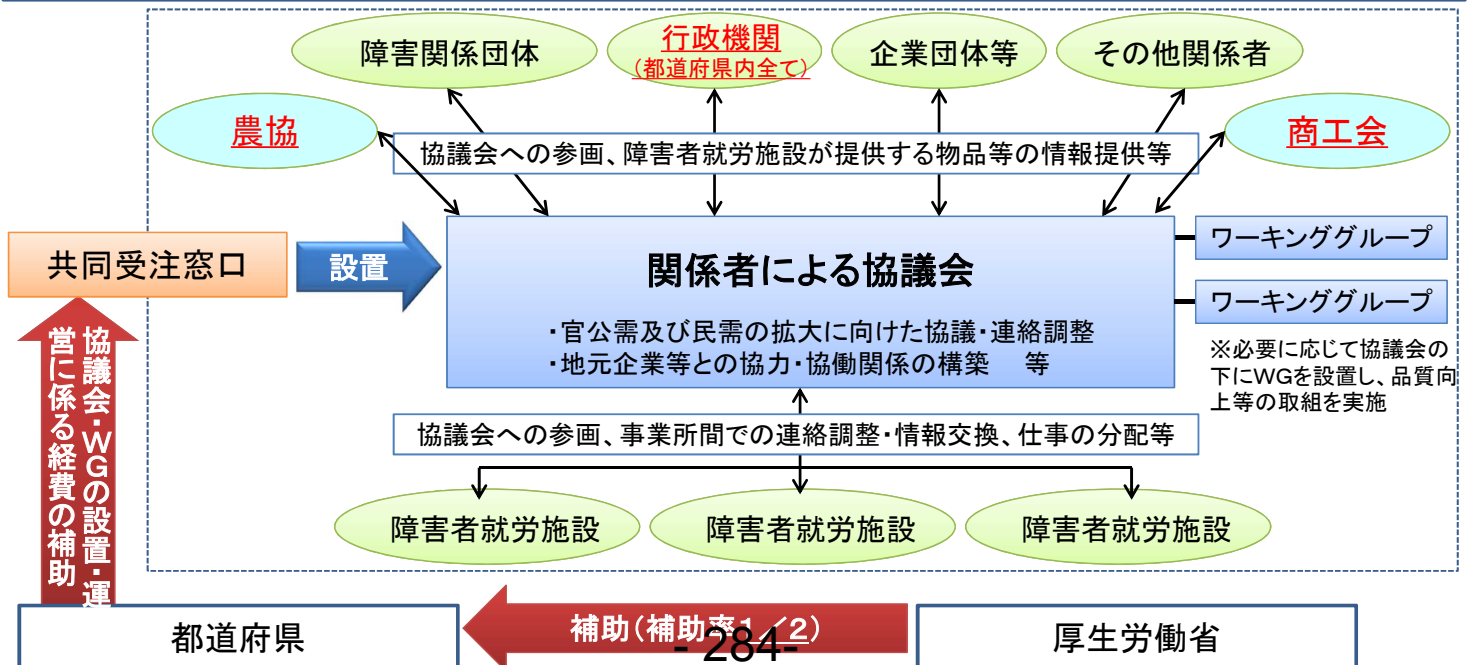 障害関係団体
行政機関
(都道府県内全て)
企業団体等
その他関係者
農協
商工会
協議会への参画、障害者就労施設が提供する物品等の情報提供等
共同受注窓口
設置
関係者による協議会
・官公需及び民需の拡大に向けた協議・連絡調整
・地元企業等との協力・協働関係の構築　等
ワーキンググループ
ワーキンググループ
※必要に応じて協議会の
下にWGを設置し、品質向
上等の取組を実施
協議会への参画、事業所間での連絡調整・情報交換、仕事の分配等
障害者就労施設
障害者就労施設
障害者就労施設
協議会・WGの設置・運
営に係る経費の補助
都道府県
補助(補助率1／2)
厚生労働省
- 284-